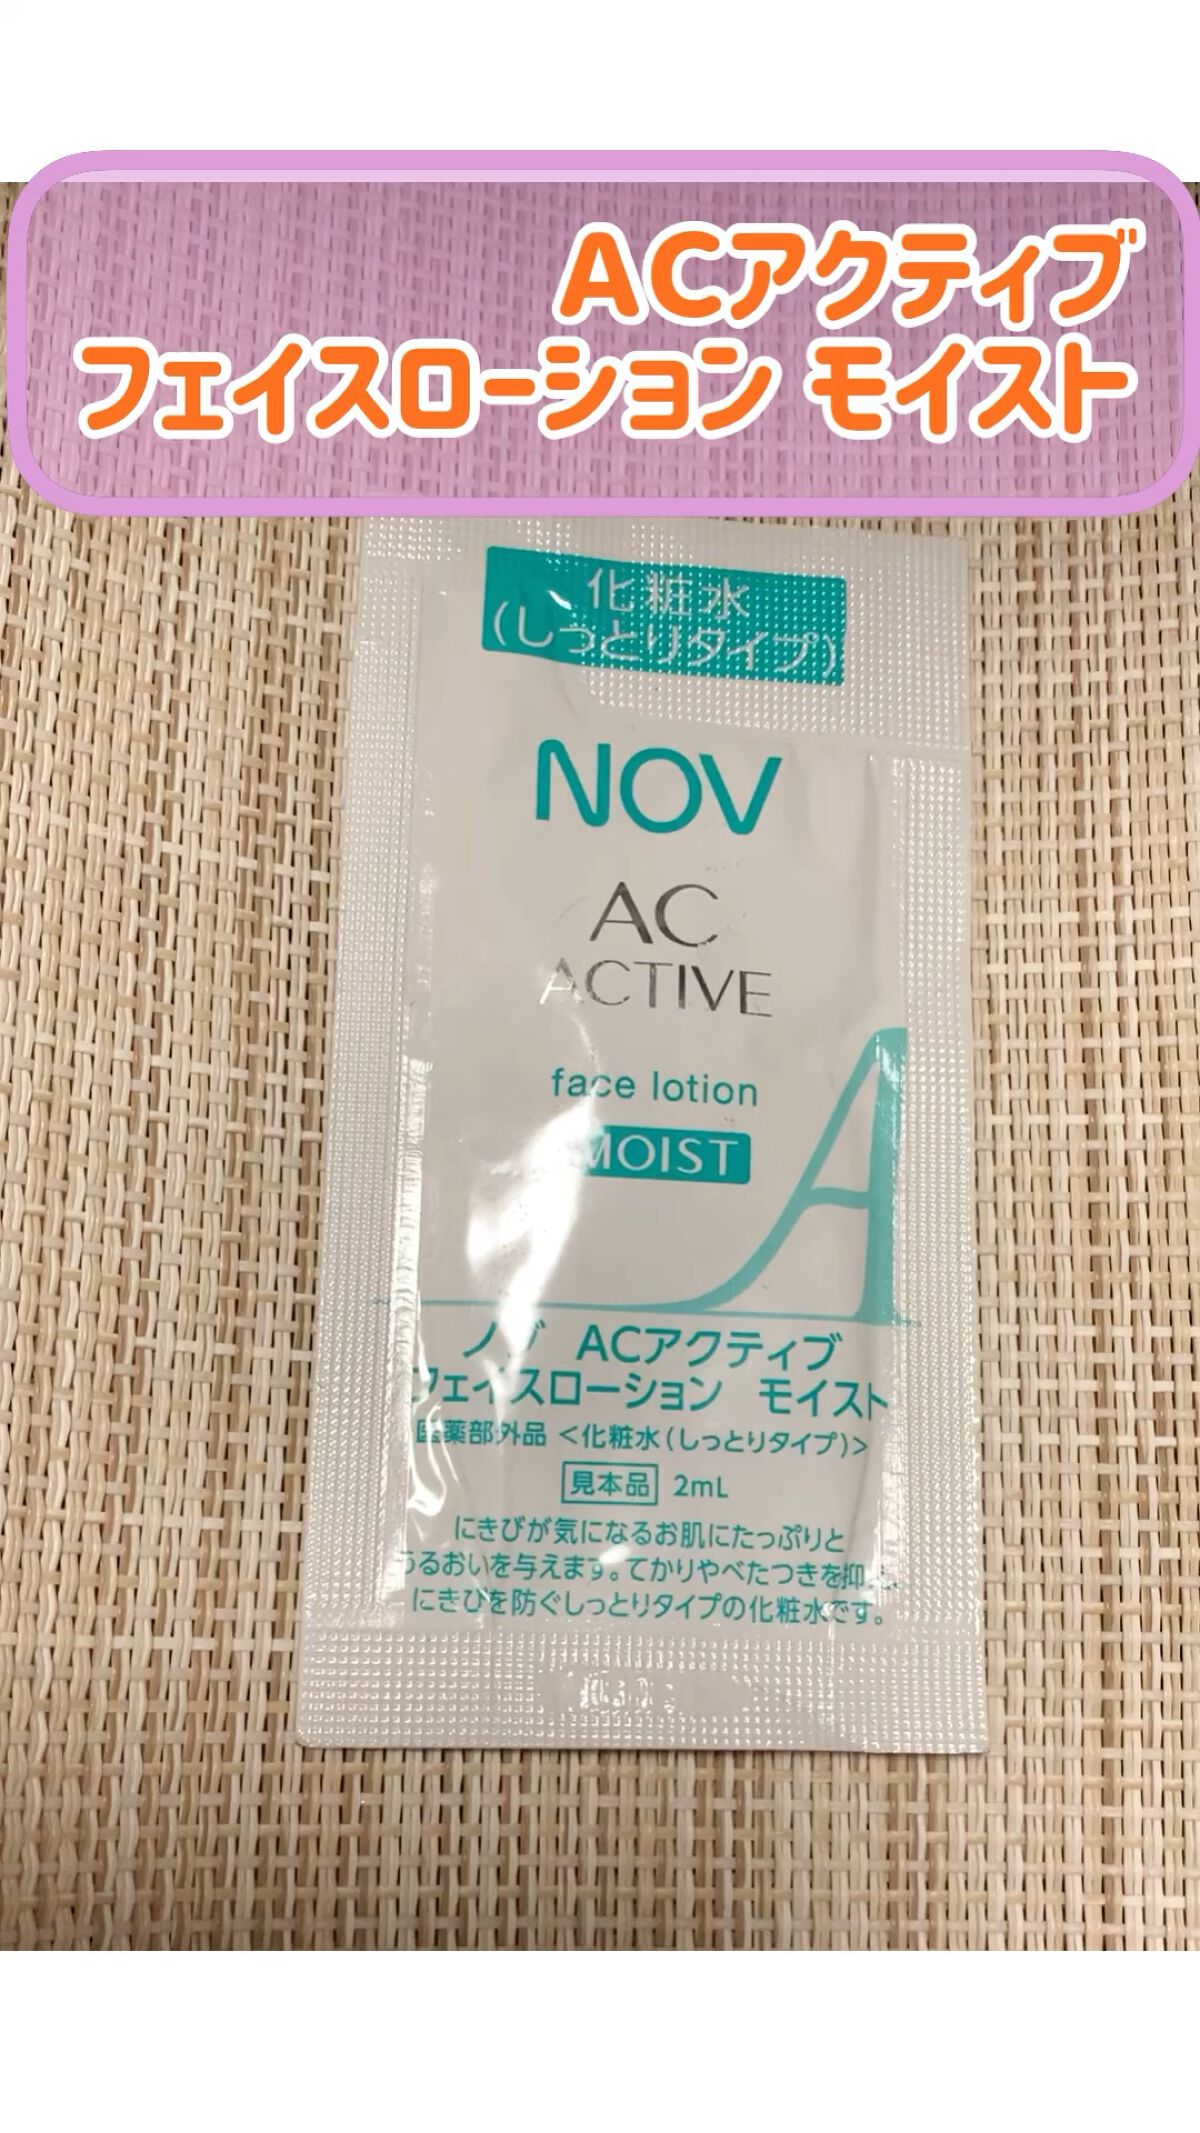 ACアクティブ
フェイスローション モイスト
化粧水
(しっとりタイプ)
NOV
AC
ACTIVE
face lotion
MOIST
ノブ ACアクティブ
フェイスローション モイスト
医薬部外品 <化粧水(しっとりタイプ)>
見本品 2mL
にきびが気になるお肌にたっぷりと
うるおいを与えます。てかりやべたつきを抑え、
にきびを防ぐしっとりタイプの化粧水です。